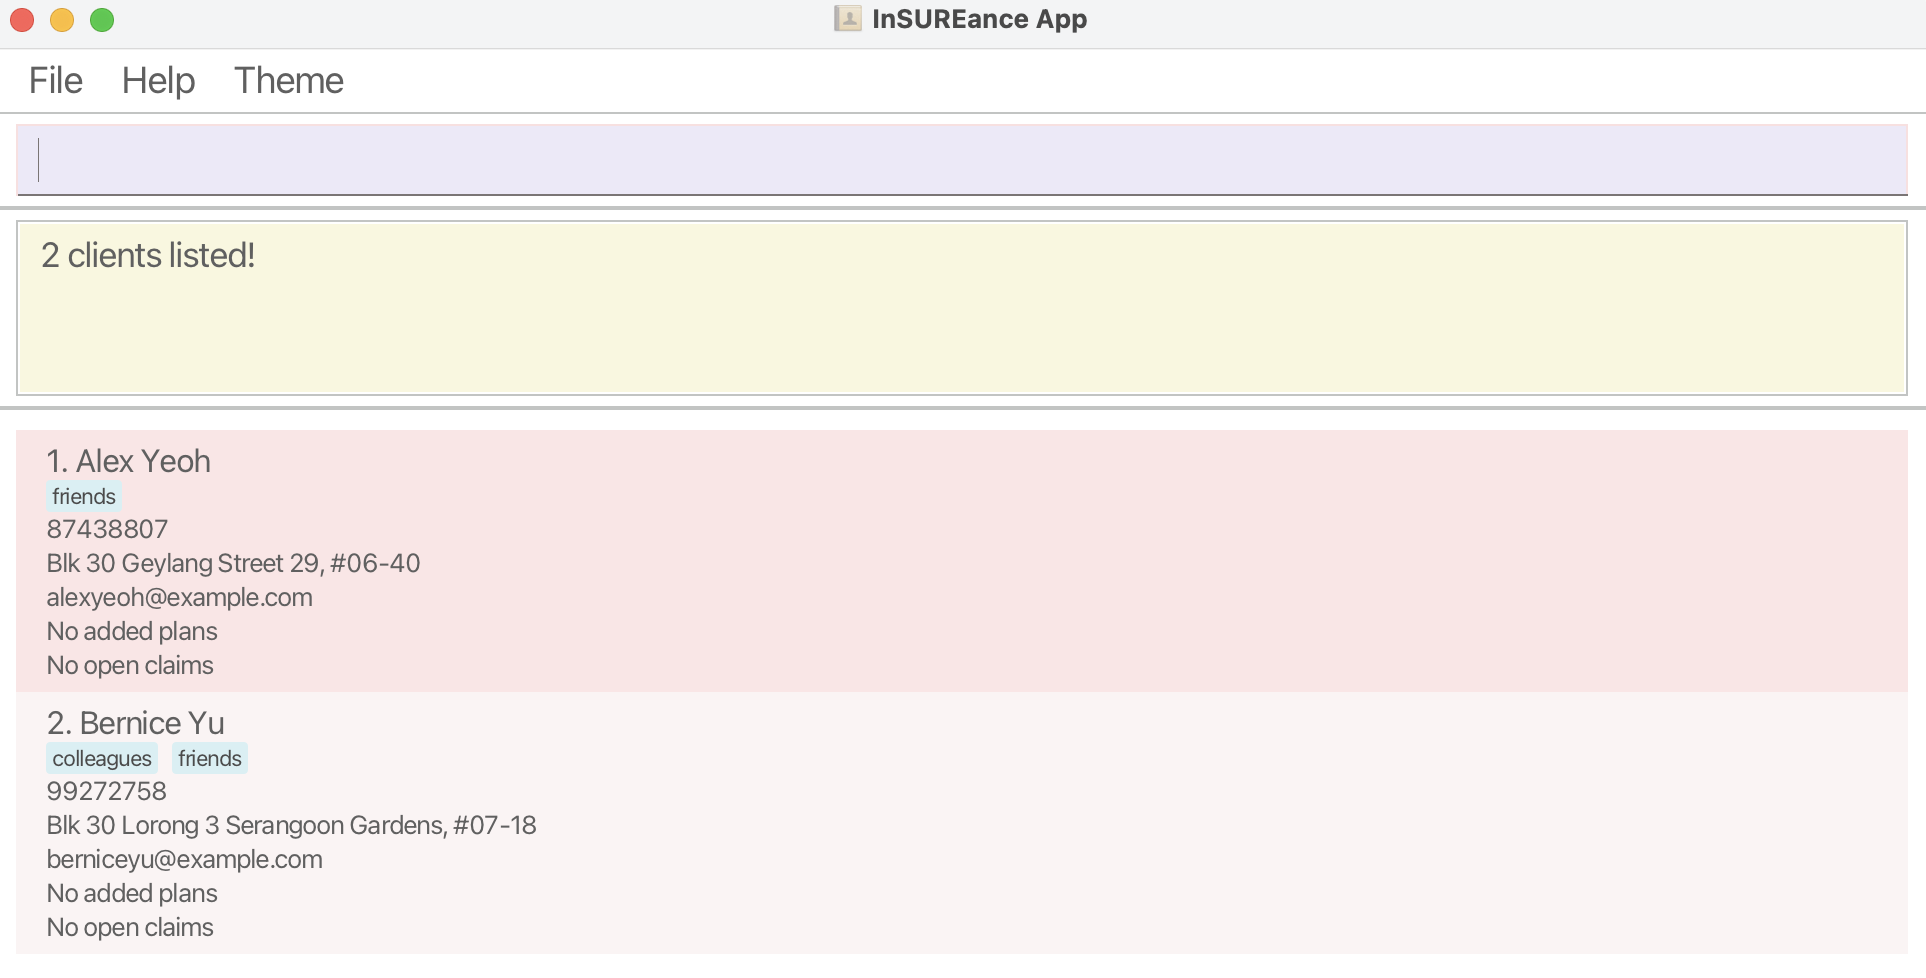 InSUREance App
File Help Theme
2 clients listed!
1. Alex Yeoh
friends
87438807
Blk 30 Geylang Street 29, #06-40
alexyeoh@example.com
No added plans
No open claims
2. Bernice Yu
colleagues friends
99272758
Blk 30 Lorong 3 Serangoon Gardens, #07-18
berniceyu@example.com
No added plans
No open claims